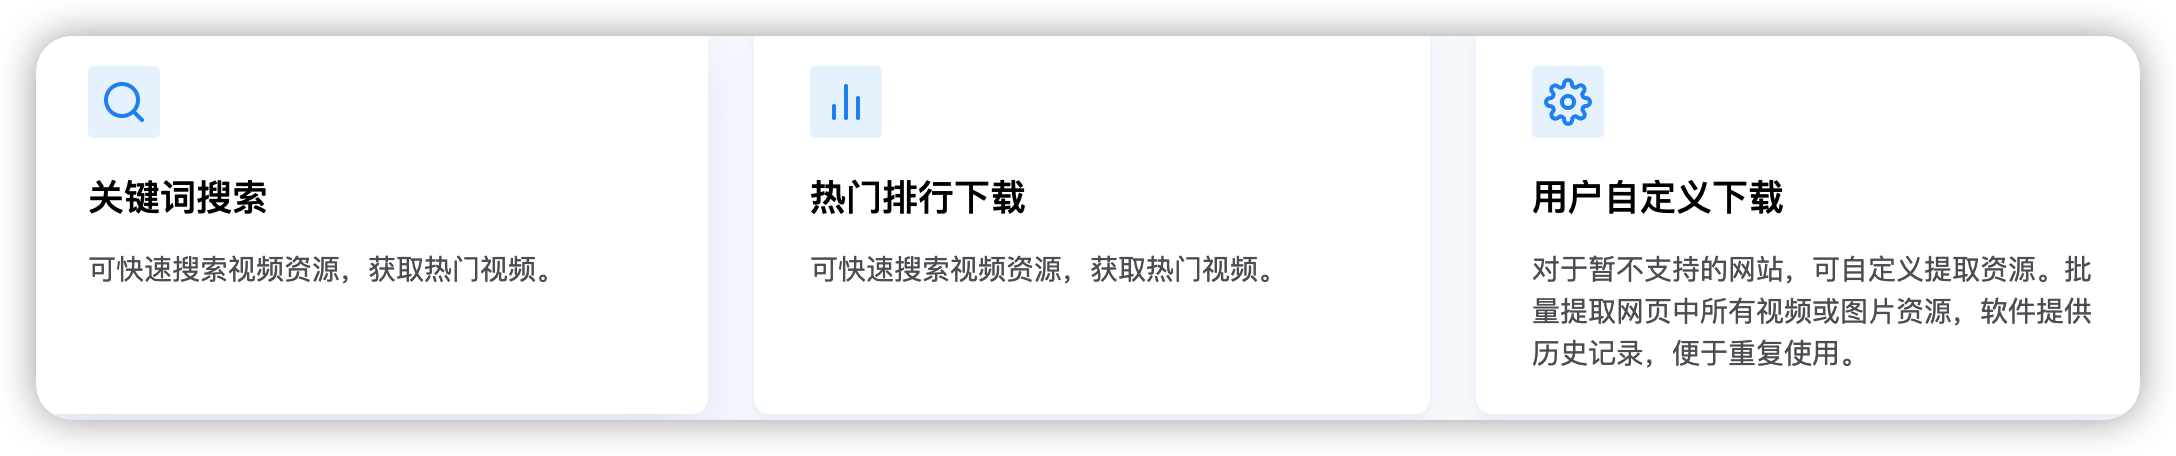 关键词搜索
可快速搜索视频资源，获取热门视频。
热门排行下载
可快速搜索视频资源，获取热门视频。
用户自定义下载
对于暂不支持的网站，可自定义提取资源。批
量提取网页中所有视频或图片资源，软件提供
历史记录，便于重复使用。